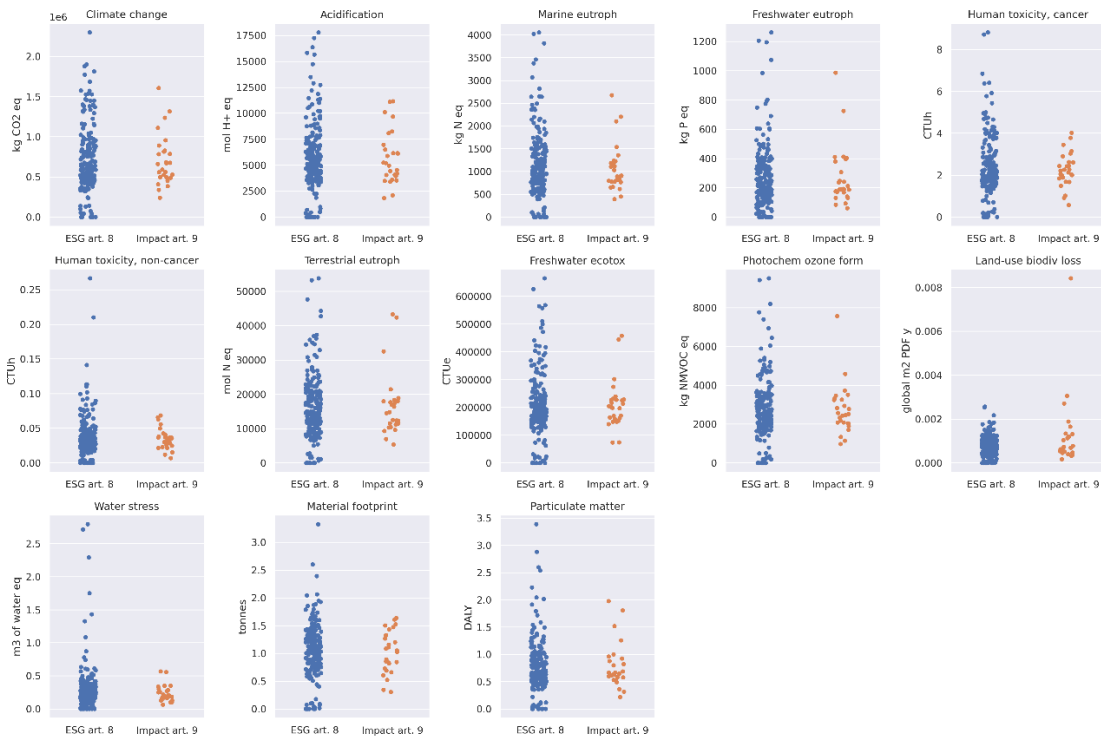 Climate change
1e6
kg CO2 eq
2.0
1.5
1.0
0.5
0.0
ESG art. 8 Impact art. 9
Acidification
mol H+ eq
17500
15000
12500
10000
7500
5000
2500
0
ESG art. 8 Impact art. 9
Marine eutroph
kg N eq
4000
3500
3000
2500
2000
1500
1000
500
0
ESG art. 8 Impact art. 9
Freshwater eutroph
kg P eq
1200
1000
800
600
400
200
0
ESG art. 8 Impact art. 9
Human toxicity, cancer
CTUh
8
6
4
2
0
ESG art. 8 Impact art. 9
Human toxicity, non-cancer
CTUh
0.25
0.20
0.15
0.10
0.05
0.00
ESG art. 8 Impact art. 9
Terrestrial eutroph
mol N eq
50000
40000
30000
20000
10000
0
ESG art. 8 Impact art. 9
Freshwater ecotox
CTUe
600000
500000
400000
300000
200000
100000
0
ESG art. 8 Impact art. 9
Photochem ozone form
kg NMVOC eq
8000
6000
4000
2000
0
ESG art. 8 Impact art. 9
Land-use biodiv loss
global m2 PDF y
0.008
0.006
0.004
0.002
0.000
ESG art. 8 Impact art. 9
Water stress
m3 of water eq
2.5
2.0
1.5
1.0
0.5
0.0
ESG art. 8 Impact art. 9
Material footprint
tonnes
3.5
3.0
2.5
2.0
1.5
1.0
0.5
0.0
ESG art. 8 Impact art. 9
Particulate matter
DALY
3.5
3.0
2.5
2.0
1.5
1.0
0.5
0.0
ESG art. 8 Impact art. 9